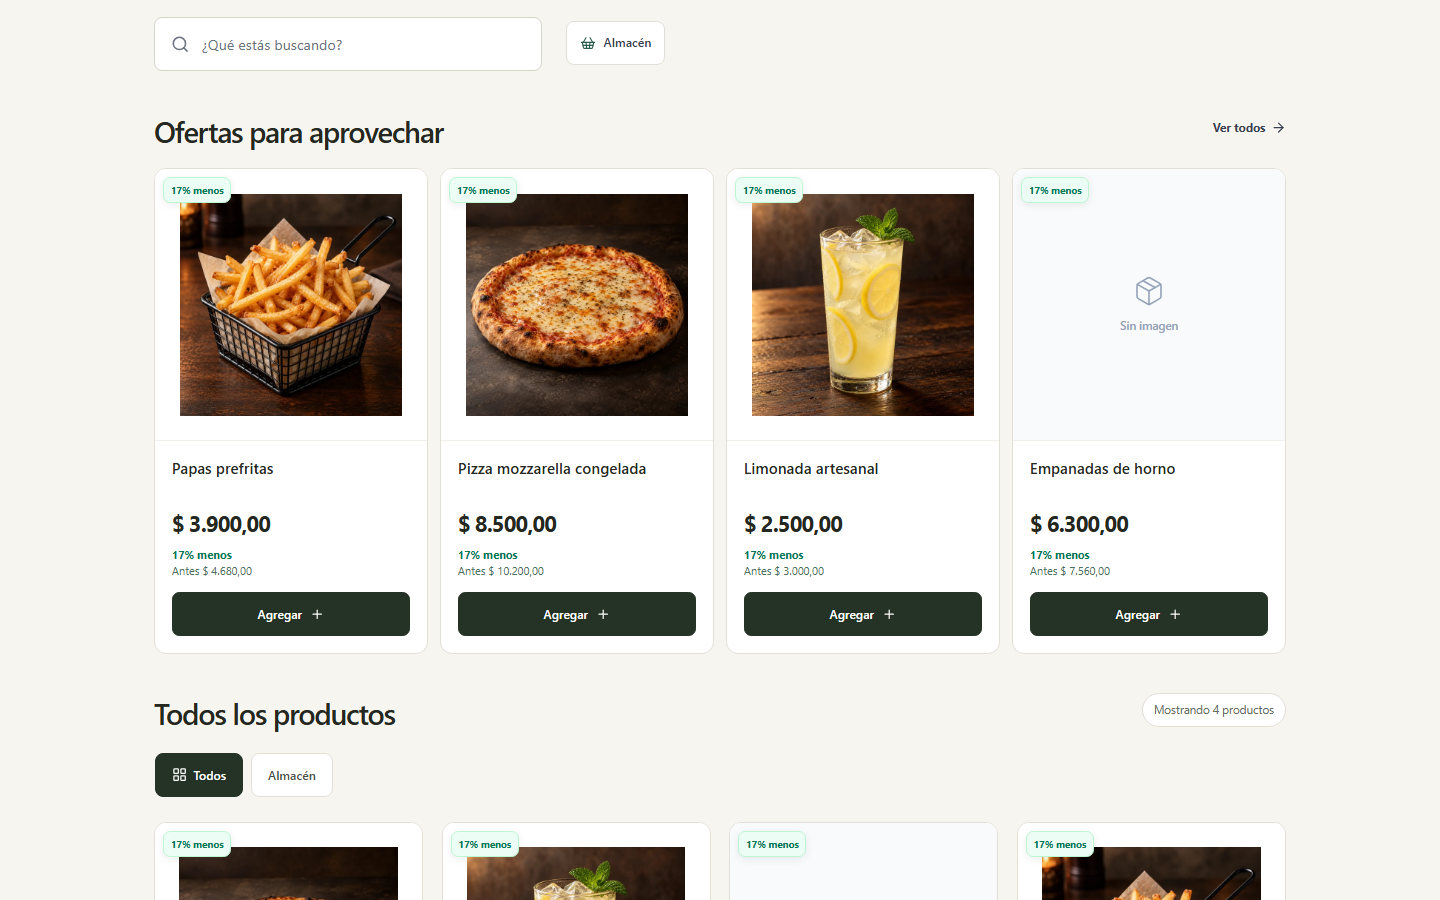 ¿Qué estás buscando?
Almacén
Ofertas para aprovechar
Ver todos
17% menos
17% menos
17% menos
17% menos
Sin imagen
Papas prefritas
Pizza mozzarella congelada
Limonada artesanal
Empanadas de horno
$ 3.900,00
$ 8.500,00
$ 2.500,00
$ 6.300,00
17% menos
17% menos
17% menos
17% menos
Antes $ 4.680,00
Antes $ 10.200,00
Antes $ 3.000,00
Antes $ 7.560,00
Agregar +
Agregar +
Agregar +
Agregar +
Todos los productos
Mostrando 4 productos
Todos
Almacén
17% menos
17% menos
17% menos
17% menos